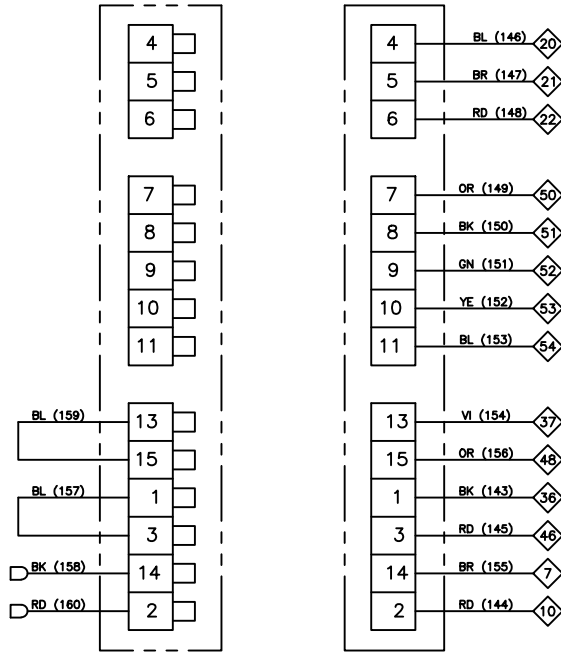 4 4 BL (146) 20
5 5 BR (147) 21
6 6 RD (148) 22
7 7 OR (149) 50
8 8 BK (150) 51
9 9 GN (151) 52
10 10 YE (152) 53
11 11 BL (153) 54
BL (159) 13 13 VI (154) 37
15 15 OR (156) 48
BL (157) 1 1 BK (143) 36
3 3 RD (145) 46
BK (158) 14 14 BR (155) 7
RD (160) 2 2 RD (144) 10